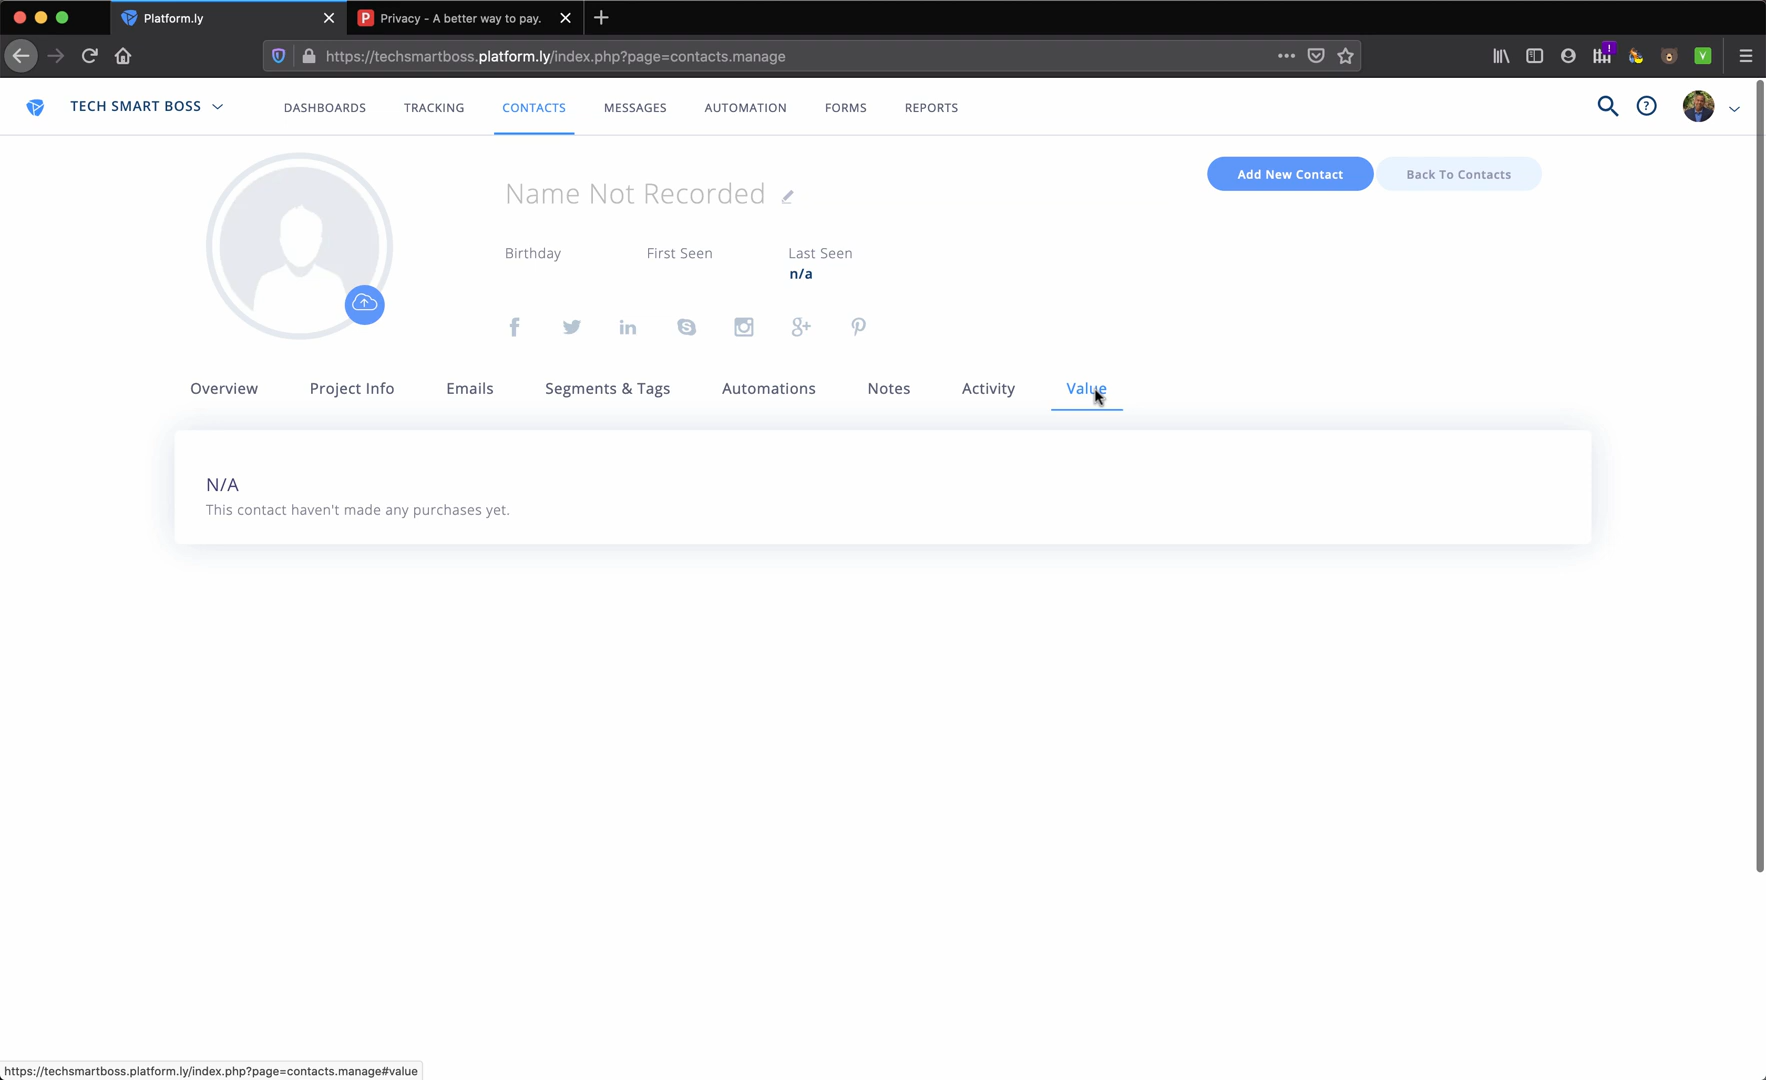 Platform.ly
Privacy - A better way to pay.
https://techsmartboss.platform.ly/index.php?page=contacts.manage
TECH SMART BOSS
DASHBOARDS
TRACKING
CONTACTS
MESSAGES
AUTOMATION
FORMS
REPORTS
Name Not Recorded
Add New Contact
Back To Contacts
Birthday
First Seen
Last Seen
n/a
Overview
Project Info
Emails
Segments & Tags
Automations
Notes
Activity
Value
N/A
This contact haven't made any purchases yet.
https://techsmartboss.platform.ly/index.php?page=contacts.manage#value